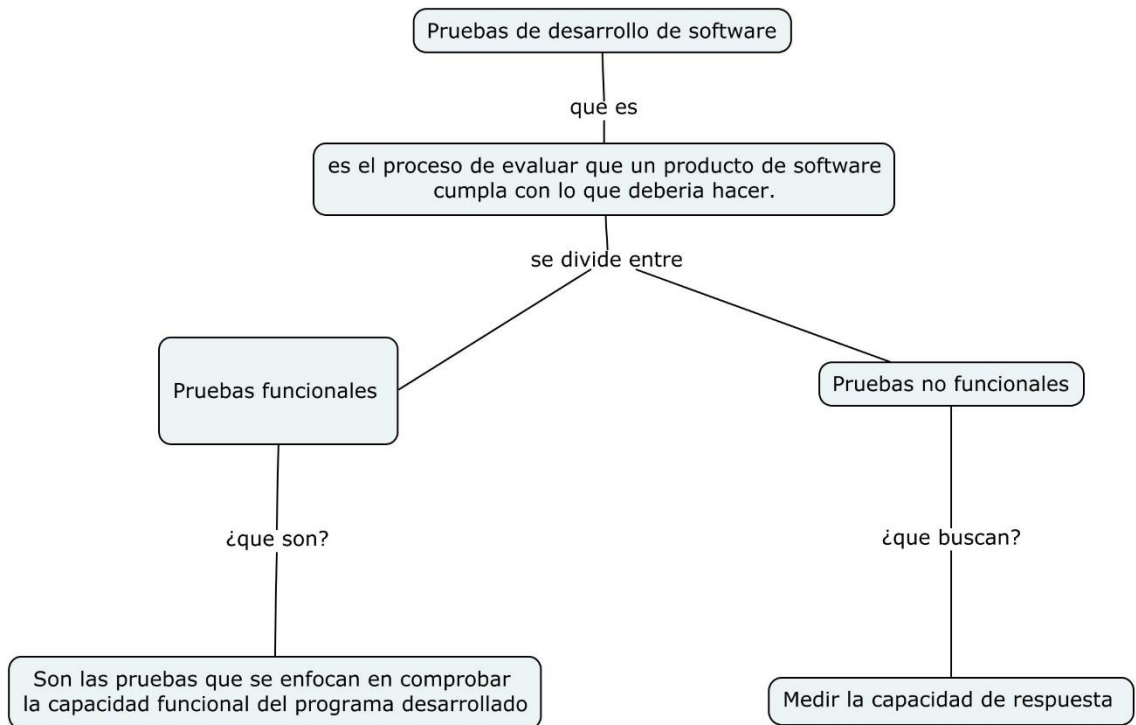 Pruebas de desarrollo de software
que es
es el proceso de evaluar que un producto de software
cumpla con lo que deberia hacer.
se divide entre
Pruebas funcionales
Pruebas no funcionales
¿que son?
¿que buscan?
Son las pruebas que se enfocan en comprobar
la capacidad funcional del programa desarrollado
Medir la capacidad de respuesta